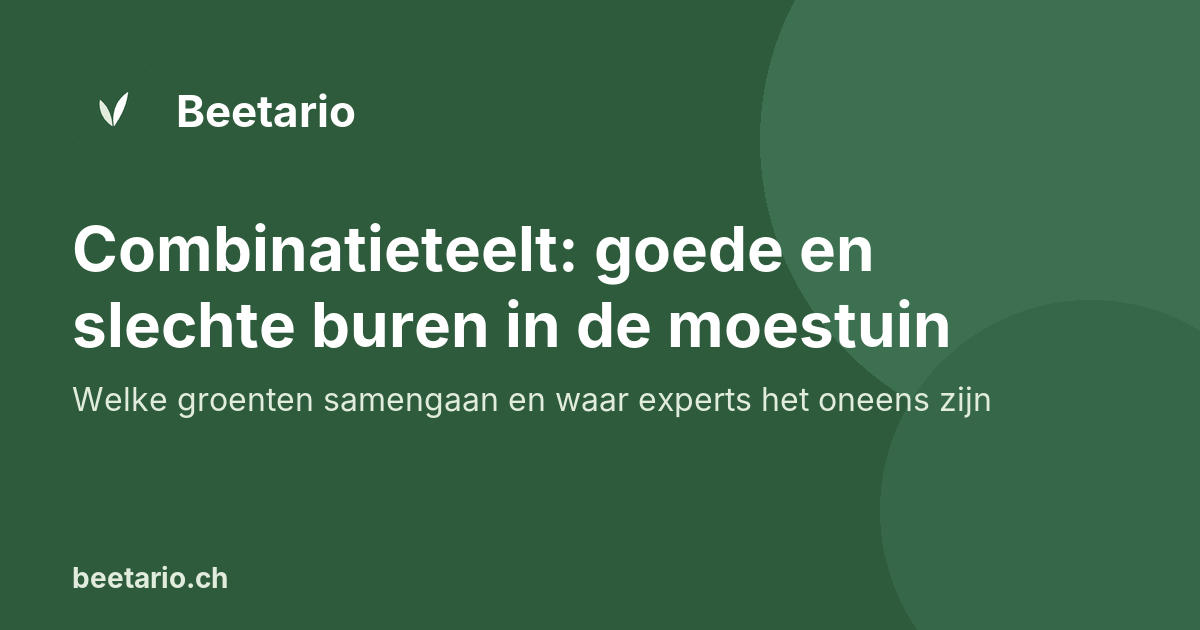 Beetario
Combinatieteelt: goede en
slechte buren in de moestuin
Welke groenten samengaan en waar experts het oneens zijn
beetario.ch